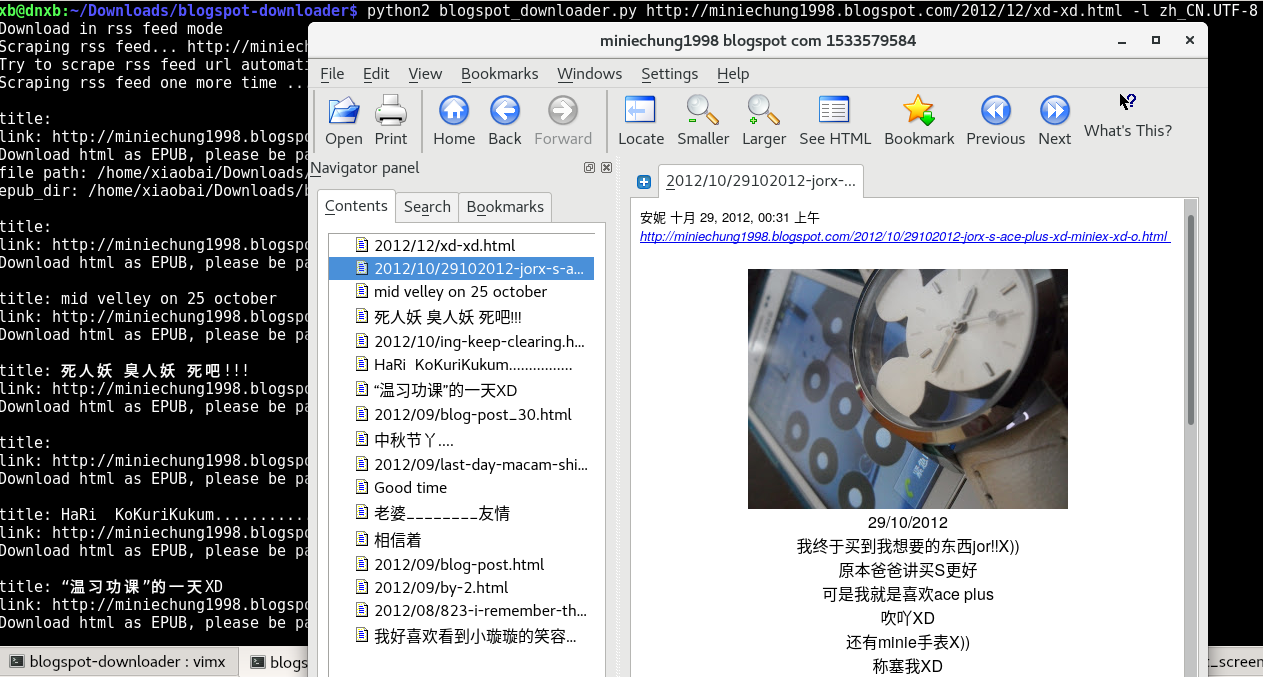 xb@dnxb:~/Downloads/blogspot-downloader$ python2 blogspot_downloader.py http://miniechung1998.blogspot.com/2012/12/xd-xd.html -l zh_CN.UTF-8
Download in rss feed mode
Scraping rss feed... http://miniech
Try to scrape rss feed url automati
Scraping rss feed one more time ...
title:
link: http://miniechung1998.blogspo
Download html as EPUB, please be pa
file path: /home/xiaobai/Downloads/
epub_dir: /home/xiaobai/Downloads/b
title:
link: http://miniechung1998.blogspo
Download html as EPUB, please be pa
title: mid velley on 25 october
link: http://miniechung1998.blogspo
Download html as EPUB, please be pa
title: 死人妖 臭人妖 死吧!!!
link: http://miniechung1998.blogspo
Download html as EPUB, please be pa
title:
link: http://miniechung1998.blogspo
Download html as EPUB, please be pa
title: HaRi  KoKuriKukum...........
link: http://miniechung1998.blogspo
Download html as EPUB, please be pa
title: “温习功课”的一天XD
link: http://miniechung1998.blogspo
Download html as EPUB, please be pa
miniechung1998 blogspot com 1533579584
File Edit View Bookmarks Windows Settings Help
Open Print Home Back Forward Locate Smaller Larger See HTML Bookmark Previous Next What's This?
Navigator panel
Contents Search Bookmarks
2012/12/xd-xd.html
2012/10/29102012-jorx-s-a...
mid velley on 25 october
死人妖 臭人妖 死吧!!!
2012/10/ing-keep-clearing.h...
HaRi  KoKuriKukum................
“温习功课”的一天XD
2012/09/blog-post_30.html
中秋节丫....
2012/09/last-day-macam-shi...
Good time
老婆________友情
相信着
2012/09/blog-post.html
2012/09/by-2.html
2012/08/823-i-remember-th...
我好喜欢看到小璇璇的笑容...
2012/10/29102012-jorx-...
安妮 十月 29, 2012, 00:31 上午
http://miniechung1998.blogspot.com/2012/10/29102012-jorx-s-ace-plus-xd-miniex-xd-o.html
紧急
29/10/2012
我终于买到我想要的东西jor!!X))
原本爸爸讲买S更好
可是我就是喜欢ace plus
吹吖XD
还有minie手表X))
称塞我XD
blogspot-downloader : vimx
blogs
t_screen